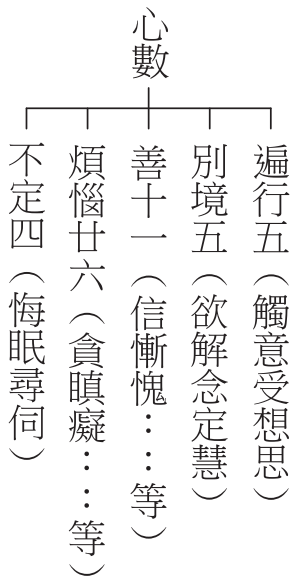 心數
遍行五（觸意受想思）
別境五（欲解念定慧）
善十一（信慚愧……等）
煩惱廿六（貪瞋癡……等）
不定四（悔眠尋伺）